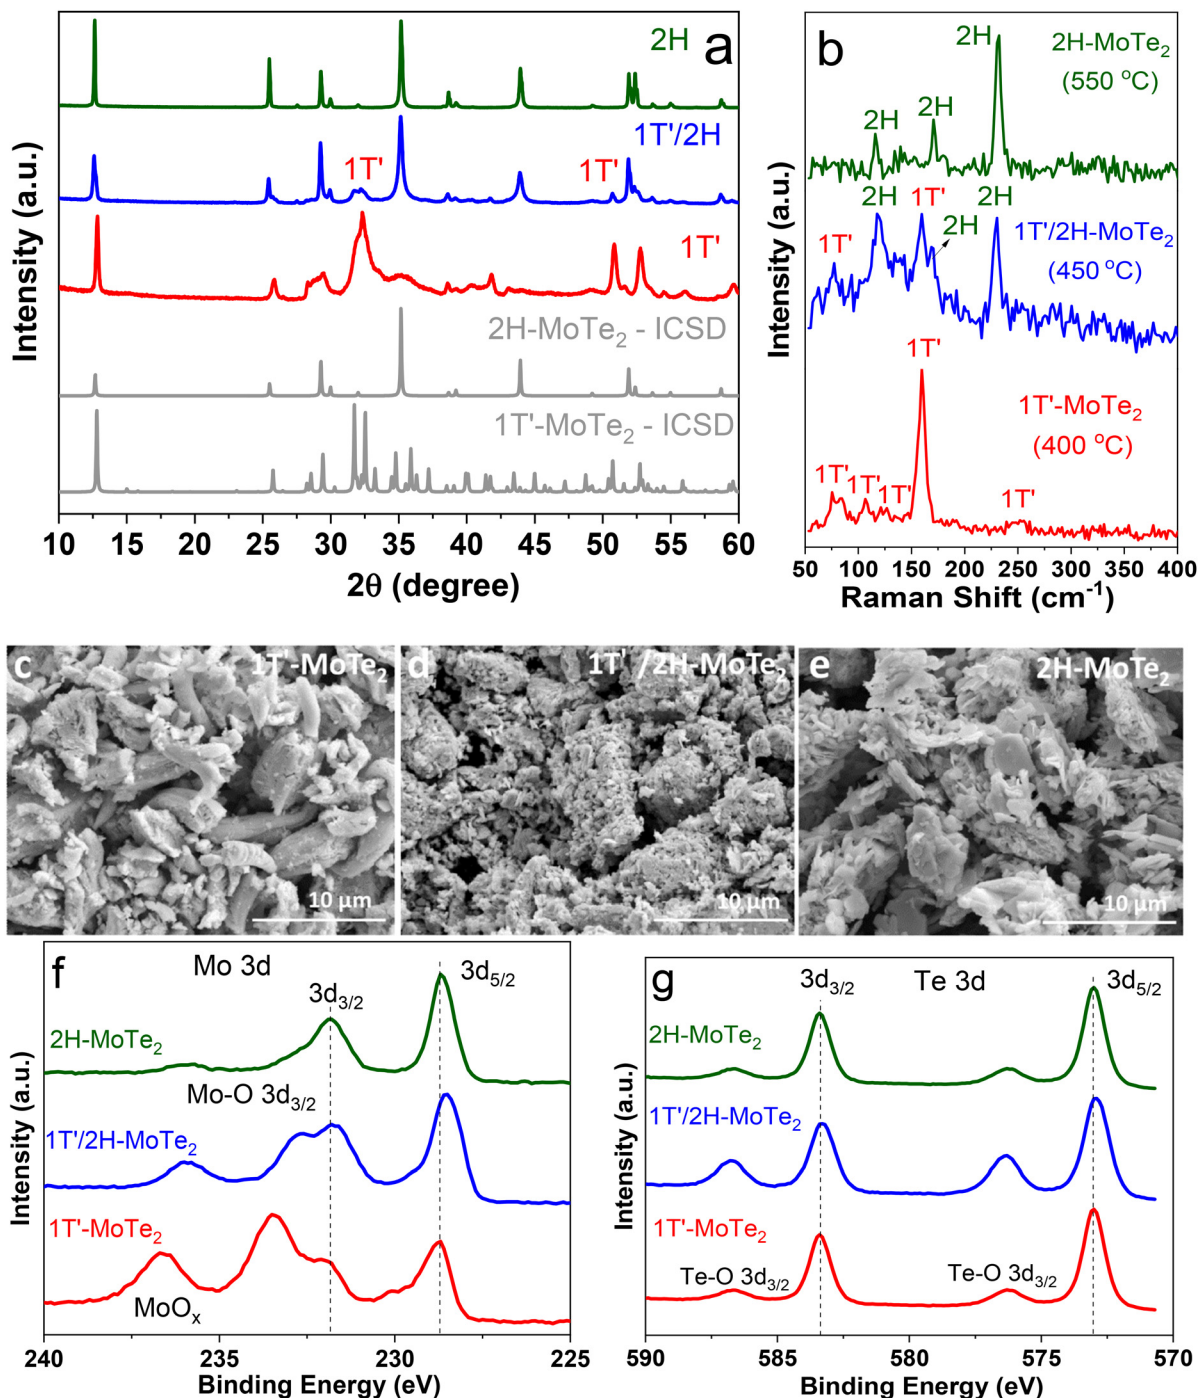 a
2H
1T'/2H
1T'
1T'
1T'
2H-MoTe2 - ICSD
1T'-MoTe2 - ICSD
Intensity (a.u.)
10 15 20 25 30 35 40 45 50 55 60
2θ (degree)
b
2H
2H-MoTe2
(550 °C)
2H
2H
2H
1T'
2H
1T'
2H
1T'/2H-MoTe2
(450 °C)
1T'
1T'-MoTe2
(400 °C)
1T'
1T'
1T'
1T'
Intensity (a.u.)
50 100 150 200 250 300 350 400
Raman Shift (cm-1)
c
1T'-MoTe2
10 µm
d
1T' /2H-MoTe2
10 µm
e
2H-MoTe2
10 µm
f
Mo 3d
3d5/2
3d3/2
2H-MoTe2
Mo-O 3d3/2
1T'/2H-MoTe2
1T'-MoTe2
MoOx
Intensity (a.u.)
240 235 230 225
Binding Energy (eV)
g
3d3/2
Te 3d
3d5/2
2H-MoTe2
1T'/2H-MoTe2
1T'-MoTe2
Te-O 3d3/2
Te-O 3d3/2
Intensity (a.u.)
590 585 580 575 570
Binding Energy (eV)